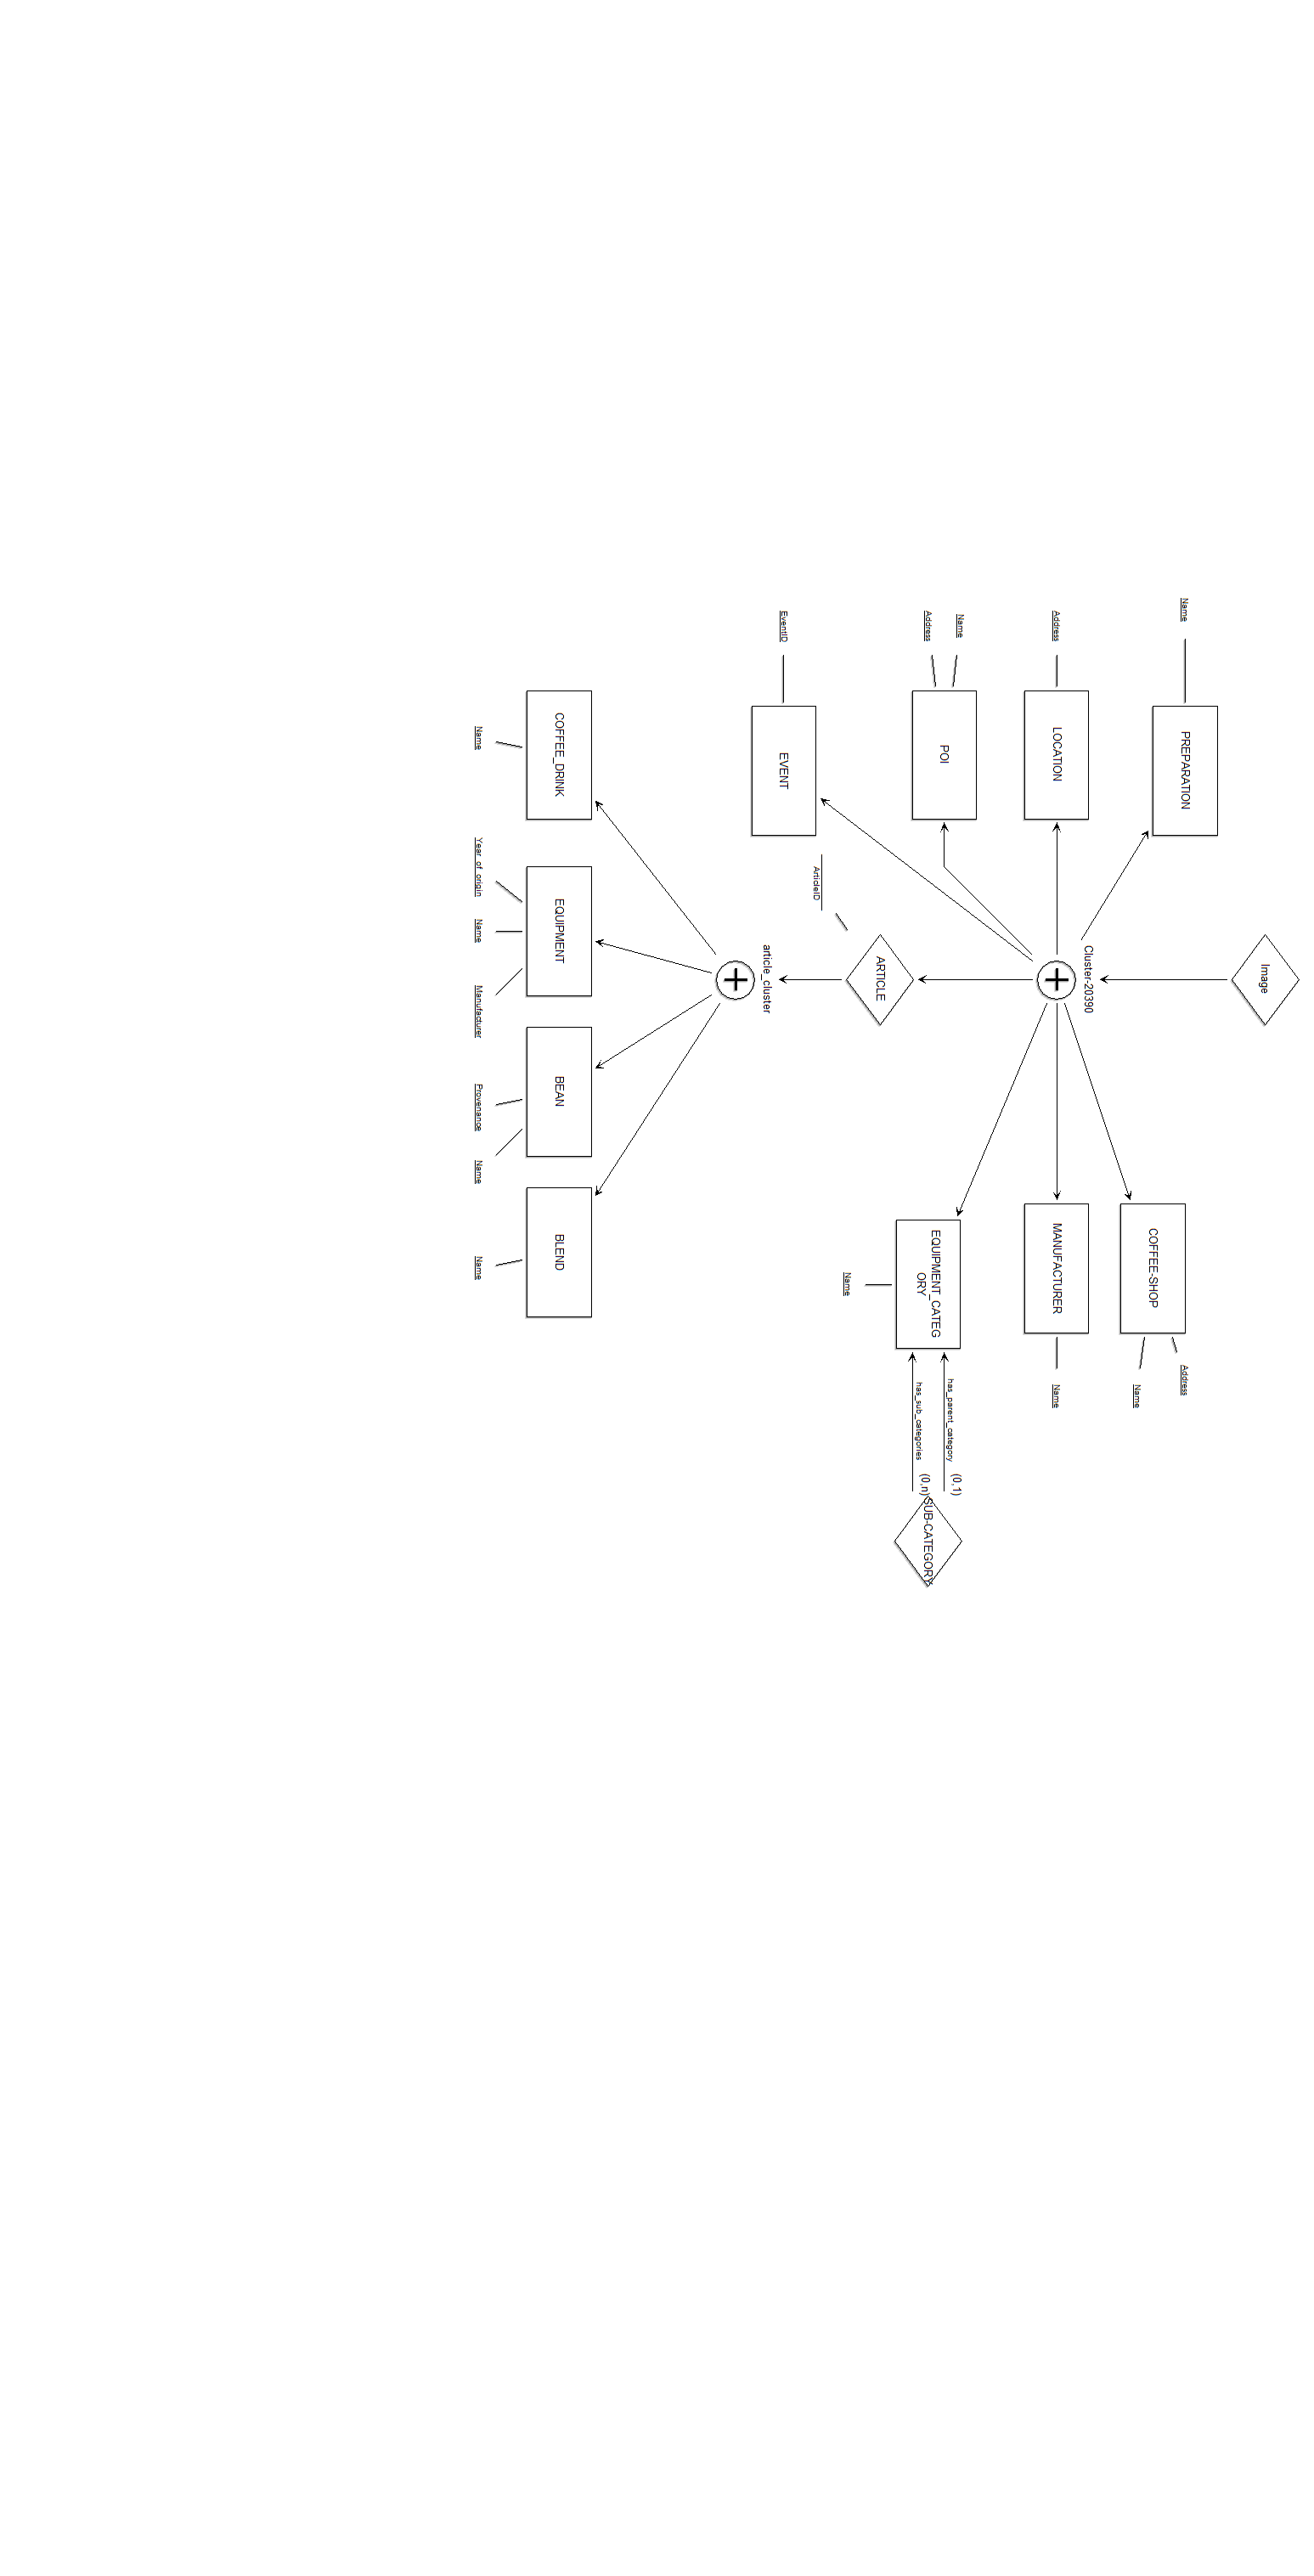 Image
Name
PREPARATION
Address
COFFEE-SHOP
Name
Cluster-20390
Address
LOCATION
MANUFACTURER
Name
Name
Address
POI
(0,1)
has_parent_category
EQUIPMENT_CATEG
ORY
has_sub_categories
(0,n)
SUB-CATEGORY
Name
ARTICLE
ArticleID
EventID
EVENT
article_cluster
COFFEE_DRINK
EQUIPMENT
BEAN
BLEND
Name
Year_of_origin
Name
Manufacturer
Provenance
Name
Name